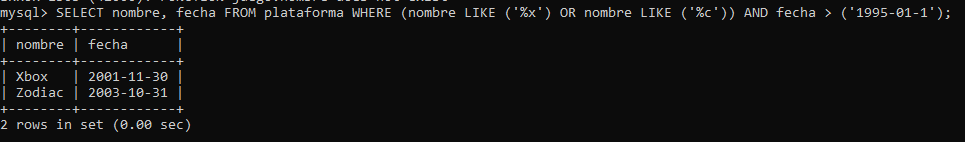 mysql> SELECT nombre, fecha FROM plataforma WHERE (nombre LIKE ('%x') OR nombre LIKE ('%c')) AND fecha > ('1995-01-1');
+--------+------------+
| nombre | fecha      |
+--------+------------+
| Xbox   | 2001-11-30 |
| Zodiac | 2003-10-31 |
+--------+------------+
2 rows in set (0.00 sec)